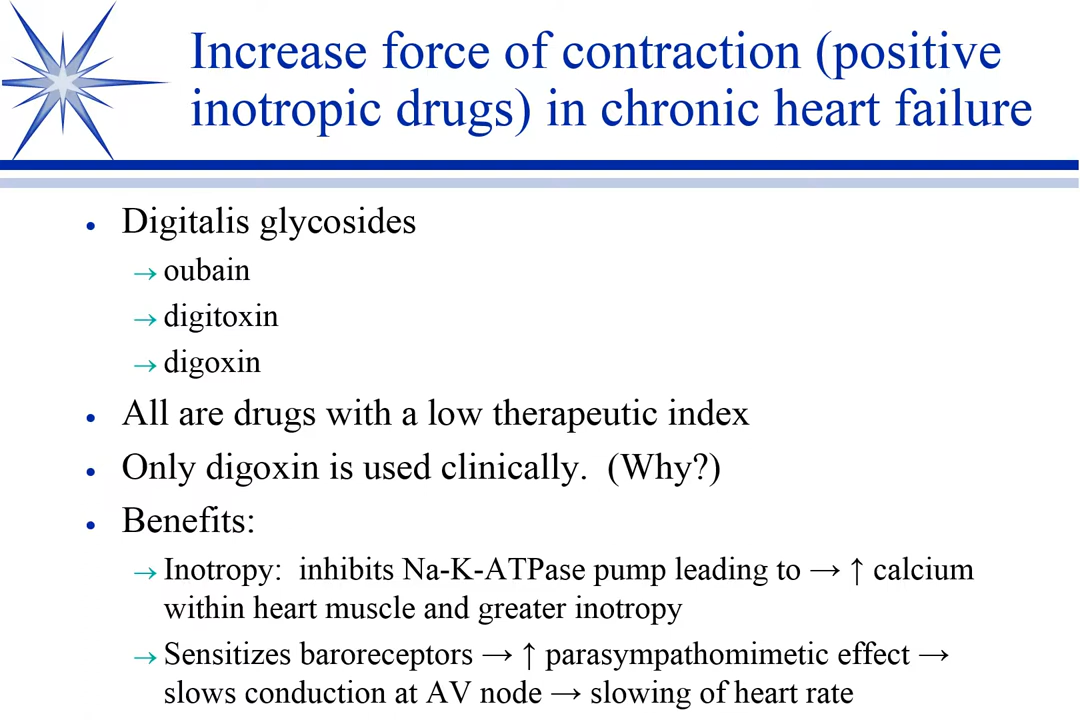 Increase force of contraction (positive
inotropic drugs) in chronic heart failure
• Digitalis glycosides
→ oubain
→ digitoxin
→ digoxin
• All are drugs with a low therapeutic index
• Only digoxin is used clinically.  (Why?)
• Benefits:
→ Inotropy:  inhibits Na-K-ATPase pump leading to → ↑ calcium
within heart muscle and greater inotropy
→ Sensitizes baroreceptors → ↑ parasympathomimetic effect →
slows conduction at AV node → slowing of heart rate